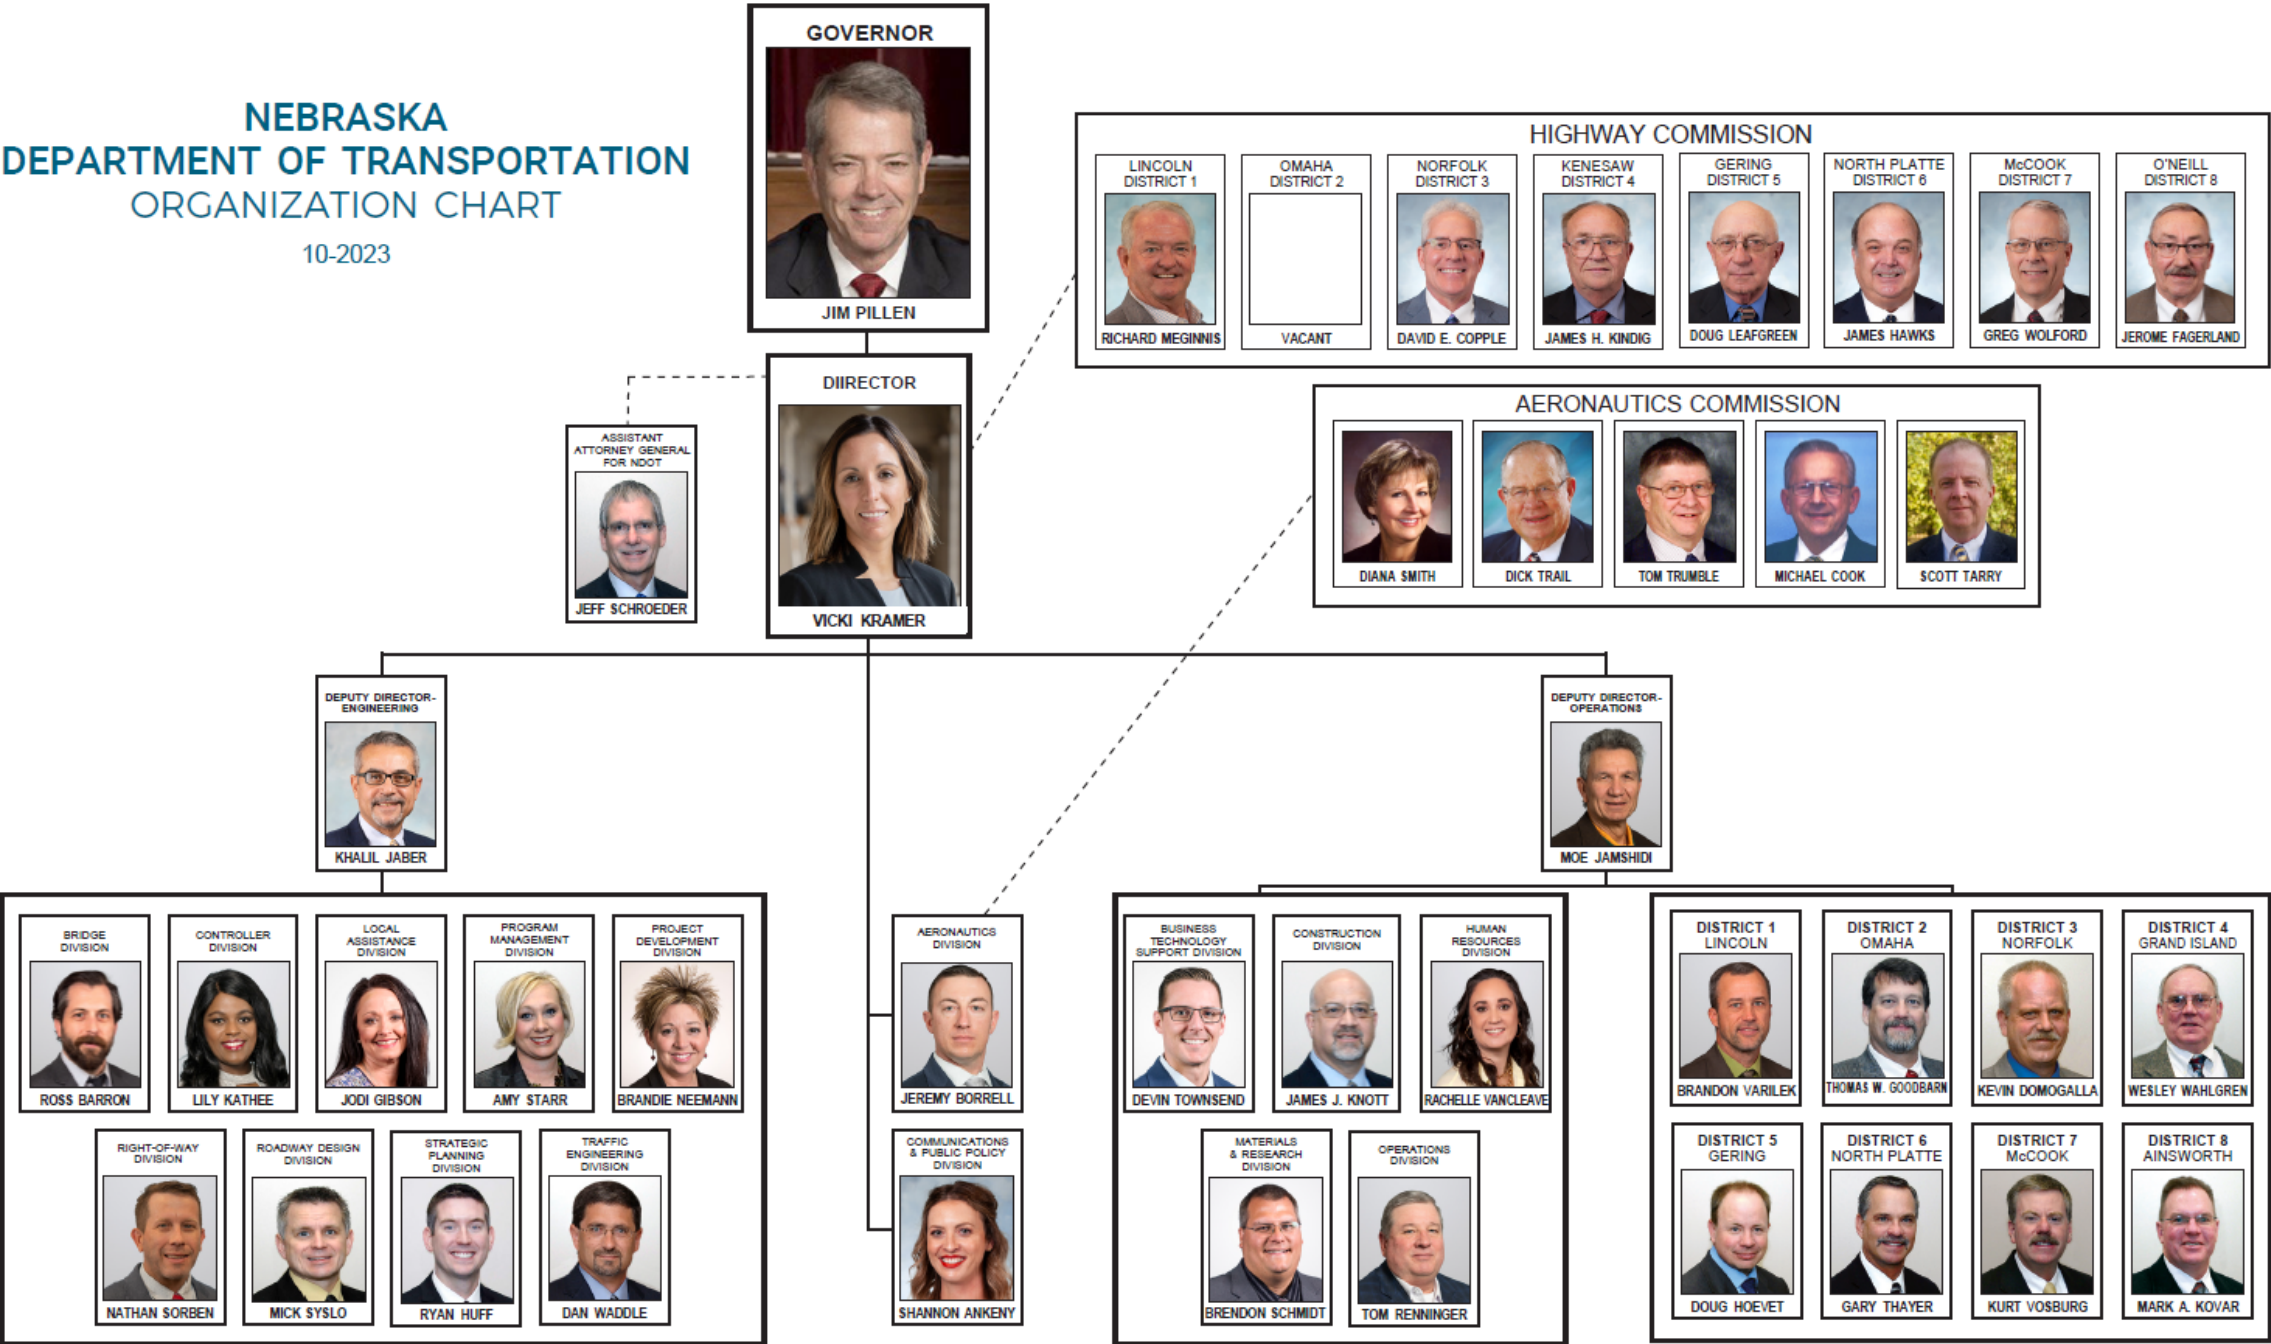 NEBRASKA
DEPARTMENT OF TRANSPORTATION
ORGANIZATION CHART
10-2023
GOVERNOR
JIM PILLEN
DIIRECTOR
VICKI KRAMER
ASSISTANT
ATTORNEY GENERAL
FOR NDOT
JEFF SCHROEDER
HIGHWAY COMMISSION
LINCOLN
DISTRICT 1
RICHARD MEGINNIS
OMAHA
DISTRICT 2
VACANT
NORFOLK
DISTRICT 3
DAVID E. COPPLE
KENESAW
DISTRICT 4
JAMES H. KINDIG
GERING
DISTRICT 5
DOUG LEAFGREEN
NORTH PLATTE
DISTRICT 6
JAMES HAWKS
McCOOK
DISTRICT 7
GREG WOLFORD
O'NEILL
DISTRICT 8
JEROME FAGERLAND
AERONAUTICS COMMISSION
DIANA SMITH
DICK TRAIL
TOM TRUMBLE
MICHAEL COOK
SCOTT TARRY
DEPUTY DIRECTOR-
ENGINEERING
KHALIL JABER
DEPUTY DIRECTOR-
OPERATIONS
MOE JAMSHIDI
BRIDGE
DIVISION
ROSS BARRON
CONTROLLER
DIVISION
LILY KATHEE
LOCAL
ASSISTANCE
DIVISION
JODI GIBSON
PROGRAM
MANAGEMENT
DIVISION
AMY STARR
PROJECT
DEVELOPMENT
DIVISION
BRANDIE NEEMANN
RIGHT-OF-WAY
DIVISION
NATHAN SORBEN
ROADWAY DESIGN
DIVISION
MICK SYSLO
STRATEGIC
PLANNING
DIVISION
RYAN HUFF
TRAFFIC
ENGINEERING
DIVISION
DAN WADDLE
AERONAUTICS
DIVISION
JEREMY BORRELL
COMMUNICATIONS
& PUBLIC POLICY
DIVISION
SHANNON ANKENY
BUSINESS
TECHNOLOGY
SUPPORT DIVISION
DEVIN TOWNSEND
CONSTRUCTION
DIVISION
JAMES J. KNOTT
HUMAN
RESOURCES
DIVISION
RACHELLE VANCLEAVE
MATERIALS
& RESEARCH
DIVISION
BRENDON SCHMIDT
OPERATIONS
DIVISION
TOM RENNINGER
DISTRICT 1
LINCOLN
BRANDON VARILEK
DISTRICT 2
OMAHA
THOMAS W. GOODBARN
DISTRICT 3
NORFOLK
KEVIN DOMOGALLA
DISTRICT 4
GRAND ISLAND
WESLEY WAHLGREN
DISTRICT 5
GERING
DOUG HOEVET
DISTRICT 6
NORTH PLATTE
GARY THAYER
DISTRICT 7
McCOOK
KURT VOSBURG
DISTRICT 8
AINSWORTH
MARK A. KOVAR